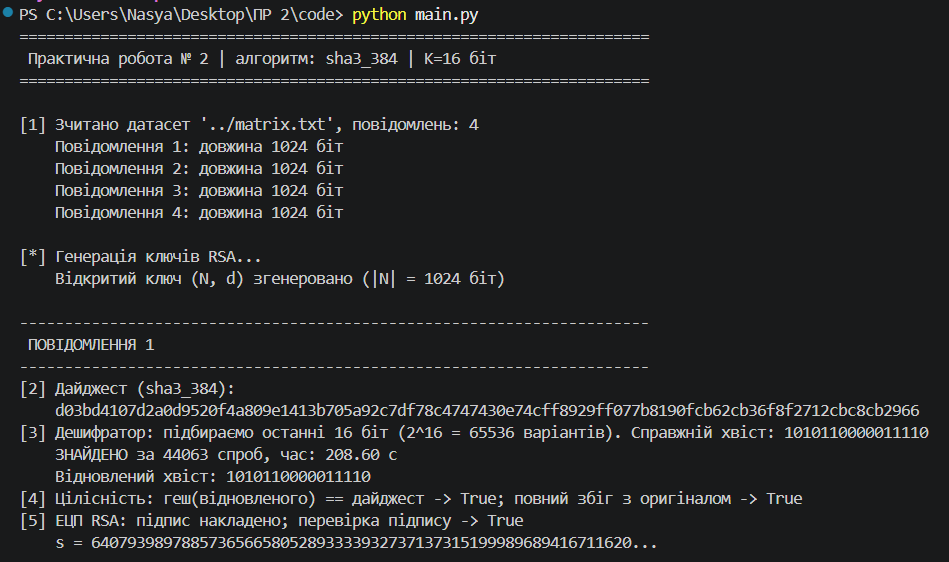 PS C:\Users\Nasya\Desktop\ПР 2\code> python main.py
======================================================================
Практична робота № 2 | алгоритм: sha3_384 | K=16 біт
======================================================================
[1] Зчитано датасет '../matrix.txt', повідомлень: 4
Повідомлення 1: довжина 1024 біт
Повідомлення 2: довжина 1024 біт
Повідомлення 3: довжина 1024 біт
Повідомлення 4: довжина 1024 біт
[*] Генерація ключів RSA...
Відкритий ключ (N, d) згенеровано (|N| = 1024 біт)
----------------------------------------------------------------------
ПОВІДОМЛЕННЯ 1
----------------------------------------------------------------------
[2] Дайджест (sha3_384):
d03bd4107d2a0d9520f4a809e1413b705a92c7df78c4747430e74cff8929ff077b8190fcb62cb36f8f2712cbc8cb2966
[3] Дешифратор: підбираємо останні 16 біт (2^16 = 65536 варіантів). Справжній хвіст: 1010110000011110
ЗНАЙДЕНО за 44063 спроб, час: 208.60 с
Відновлений хвіст: 1010110000011110
[4] Цілісність: геш(відновленого) == дайджест -> True; повний збіг з оригіналом -> True
[5] ЕЦП RSA: підпис накладено; перевірка підпису -> True
s = 640793989788573656658052893333932737137315199989689416711620...